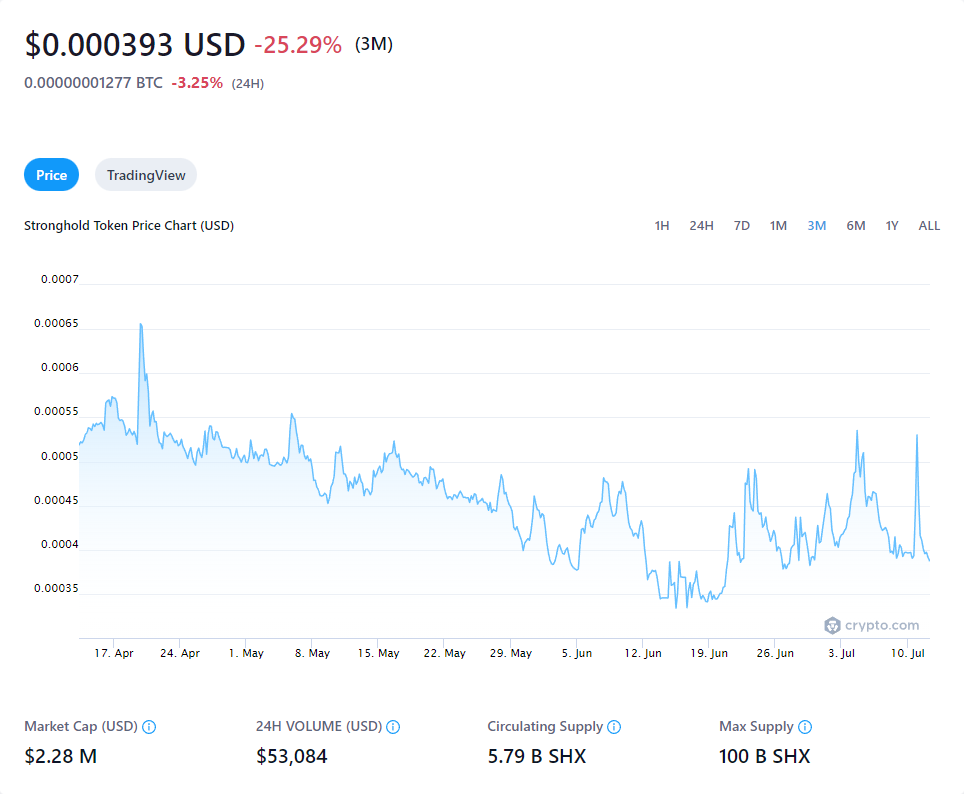 $0.000393 USD -25.29% (3M)
0.00000001277 BTC -3.25% (24H)
Price TradingView
Stronghold Token Price Chart (USD) 1H 24H 7D 1M 3M 6M 1Y ALL
0.0007
0.00065
0.0006
0.00055
0.0005
0.00045
0.0004
0.00035
crypto.com
17. Apr 24. Apr 1. May 8. May 15. May 22. May 29. May 5. Jun 12. Jun 19. Jun 26. Jun 3. Jul 10. Jul
Market Cap (USD) 24H VOLUME (USD) Circulating Supply Max Supply
$2.28 M $53,084 5.79 B SHX 100 B SHX